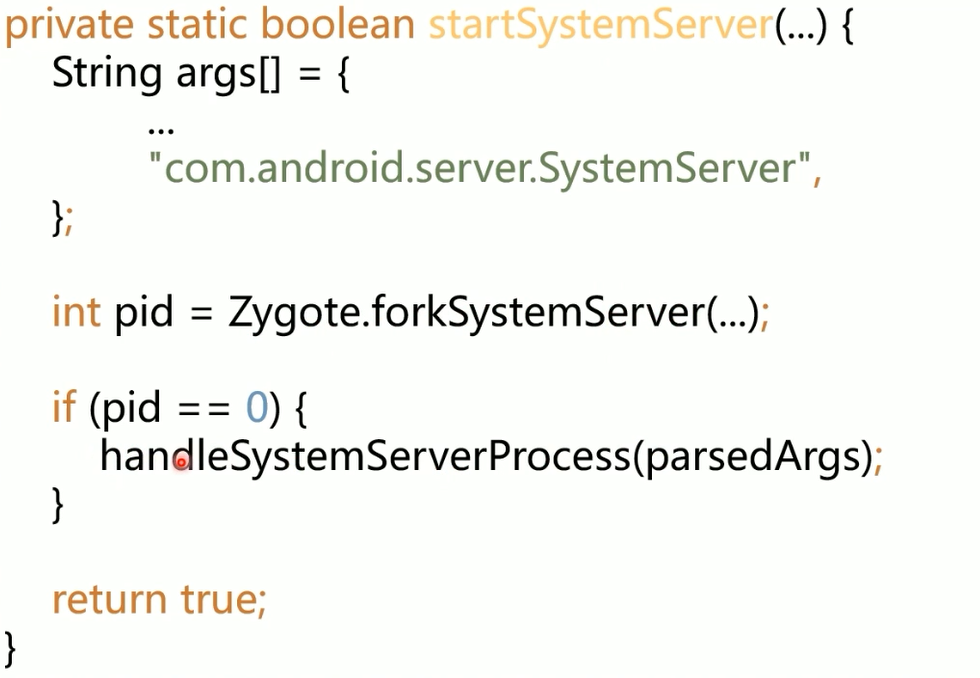 private static boolean startSystemServer(...) {
String args[] = {
...
"com.android.server.SystemServer",
};
int pid = Zygote.forkSystemServer(...);
if (pid == 0) {
handleSystemServerProcess(parsedArgs);
}
return true;
}